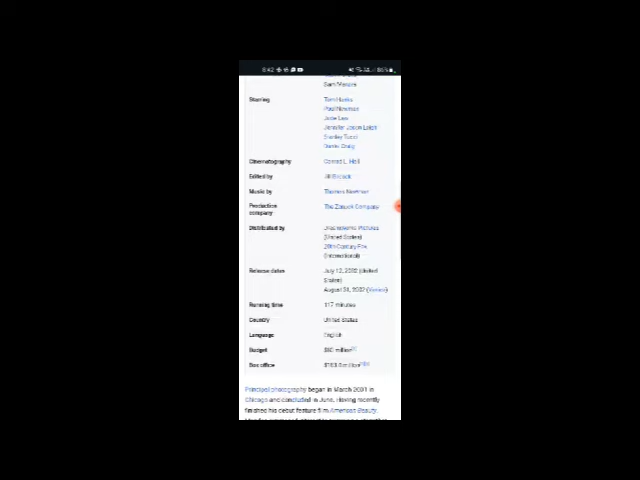 Sam Mendes
Starring
Tom Hanks
Paul Newman
Jude Law
Jennifer Jason Leigh
Stanley Tucci
Daniel Craig
Cinematography
Conrad L. Hall
Edited by
Jill Bilcock
Music by
Thomas Newman
Production company
The Zanuck Company
Distributed by
DreamWorks Pictures
(United States)
20th Century Fox
(International)
Release dates
July 12, 2002 (United
States)
Running time
117 minutes
Country
United States
Language
English
Budget
$80 million
Box office
million
Principal photography began in March 2001 in
Chicago and concluded in June. Having recently
finished his debut feature film American Beauty,